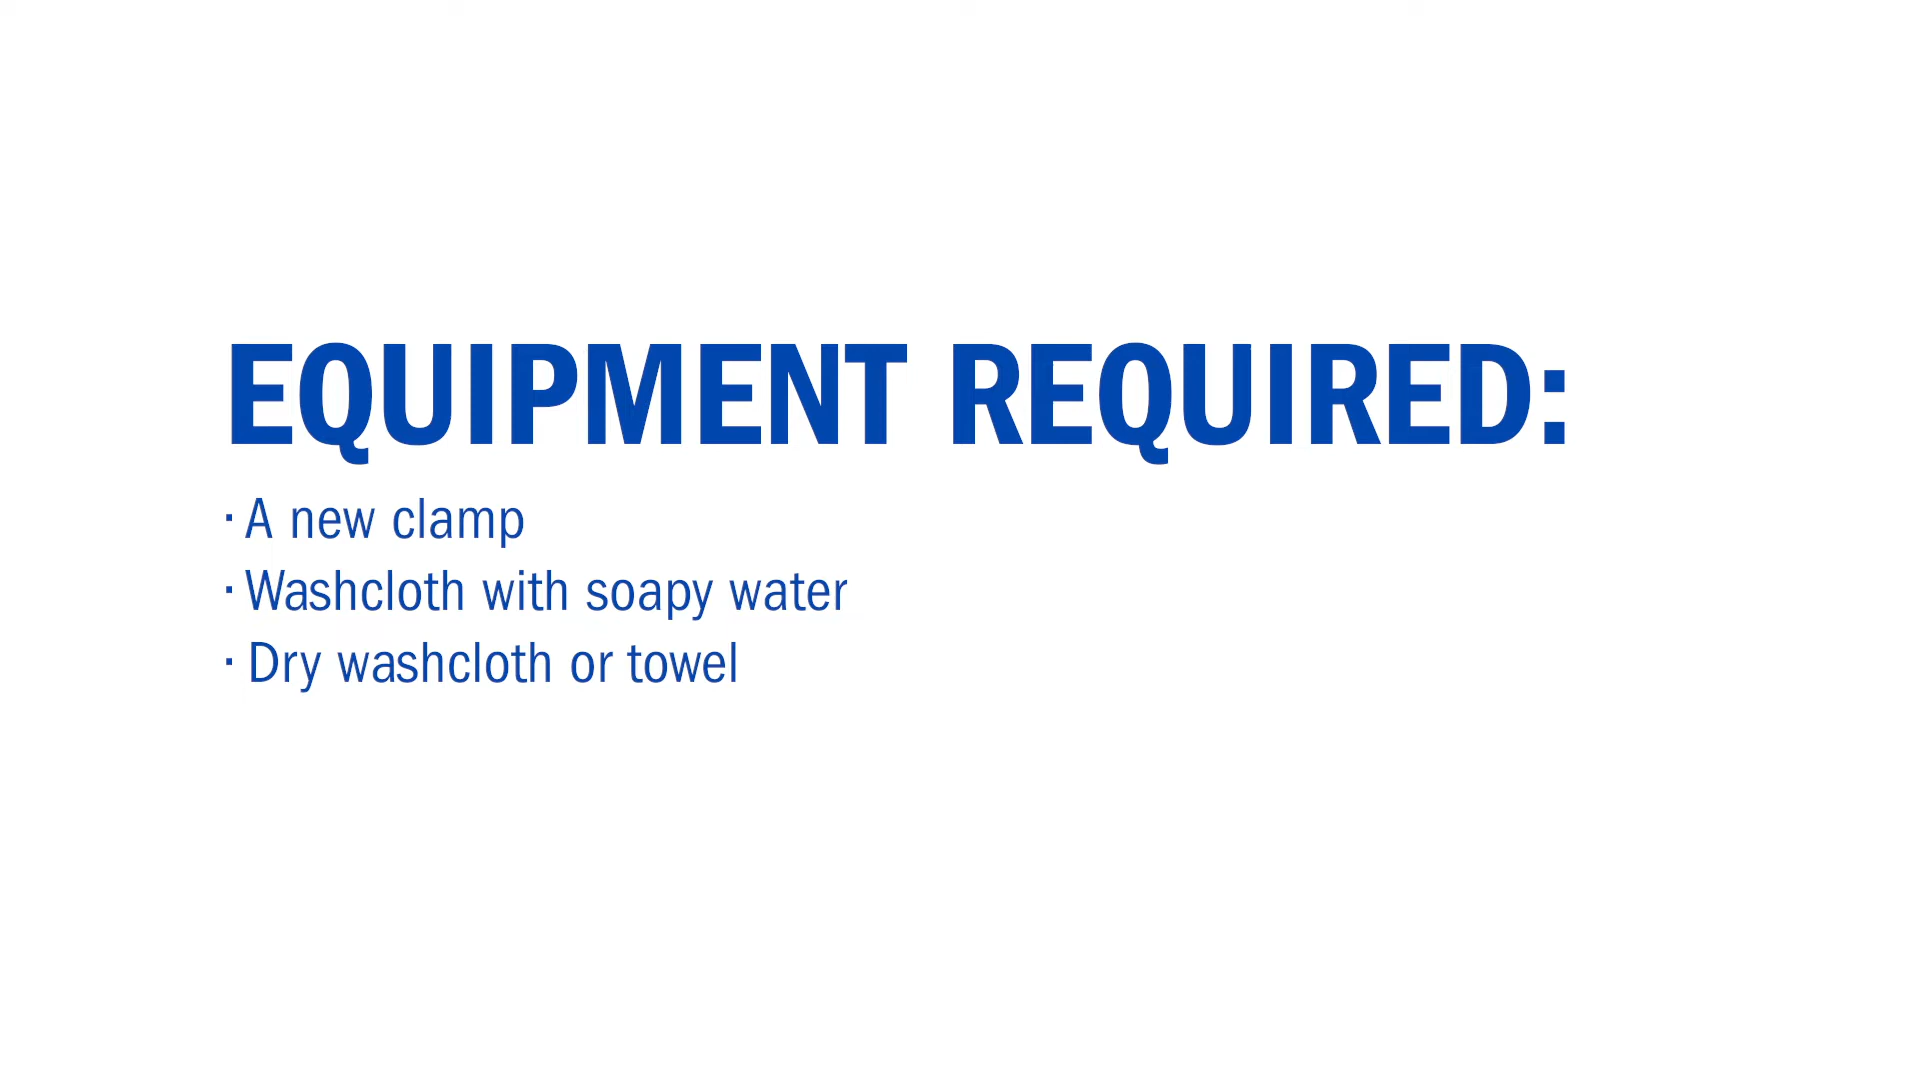 EQUIPMENT REQUIRED:
· A new clamp
· Washcloth with soapy water
· Dry washcloth or towel